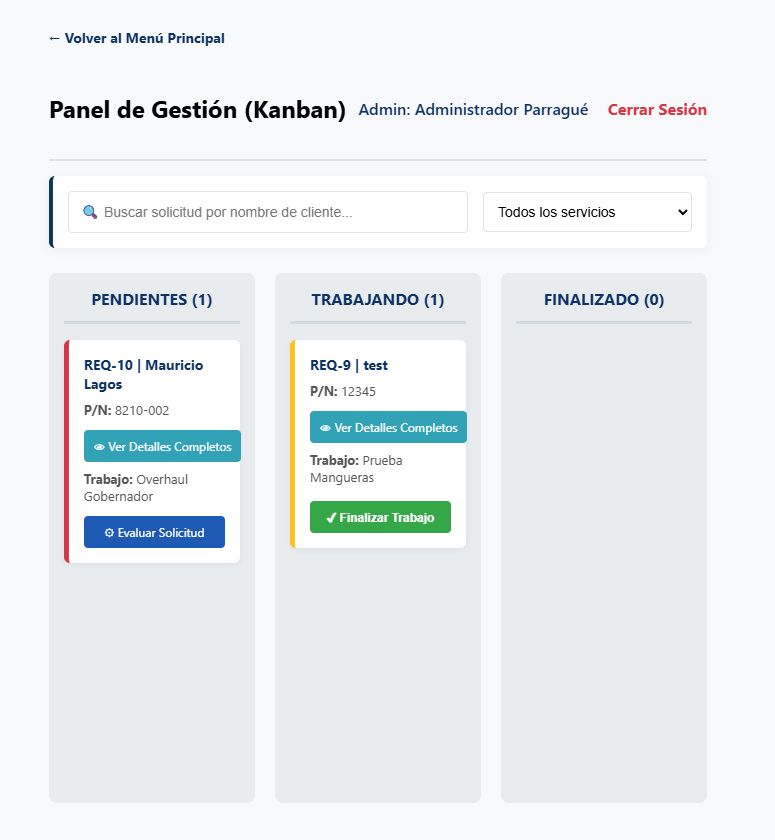 ← Volver al Menú Principal
Panel de Gestión (Kanban) Admin: Administrador Parragué Cerrar Sesión
🔍 Buscar solicitud por nombre de cliente... Todos los servicios
PENDIENTES (1)
REQ-10 | Mauricio
Lagos
P/N: 8210-002
👁 Ver Detalles Completos
Trabajo: Overhaul
Gobernador
⚙ Evaluar Solicitud
TRABAJANDO (1)
REQ-9 | test
P/N: 12345
👁 Ver Detalles Completos
Trabajo: Prueba
Mangueras
✔ Finalizar Trabajo
FINALIZADO (0)